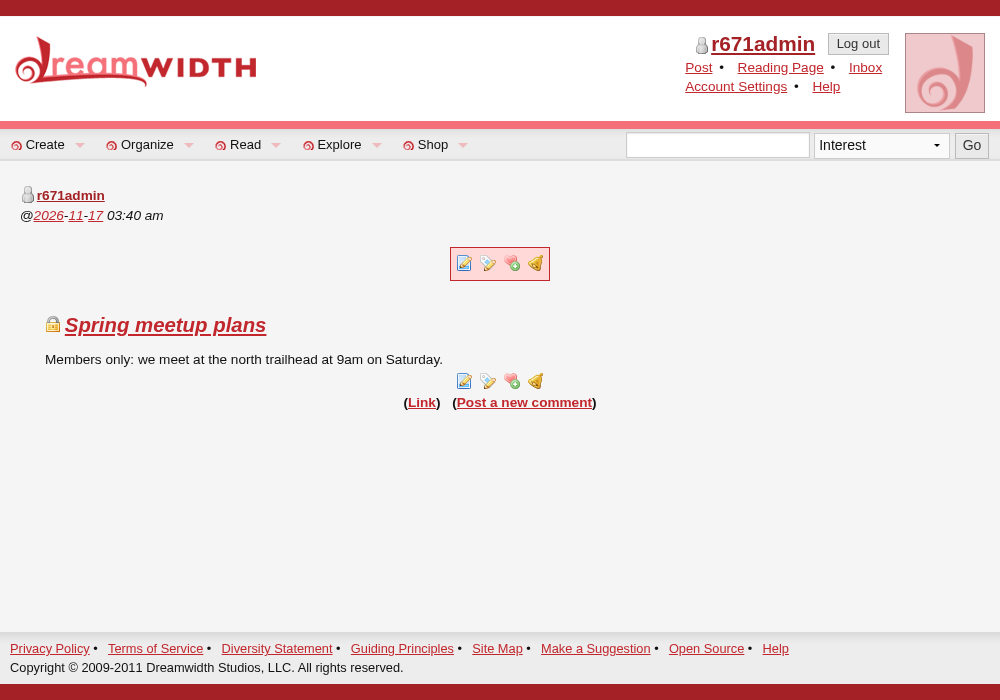 dreamWIDTH
r671admin Log out
Post • Reading Page • Inbox
Account Settings • Help
Create Organize Read Explore Shop Interest Go
r671admin
@2026-11-17 03:40 am
Spring meetup plans
Members only: we meet at the north trailhead at 9am on Saturday.
(Link) (Post a new comment)
Privacy Policy • Terms of Service • Diversity Statement • Guiding Principles • Site Map • Make a Suggestion • Open Source • Help
Copyright © 2009-2011 Dreamwidth Studios, LLC. All rights reserved.